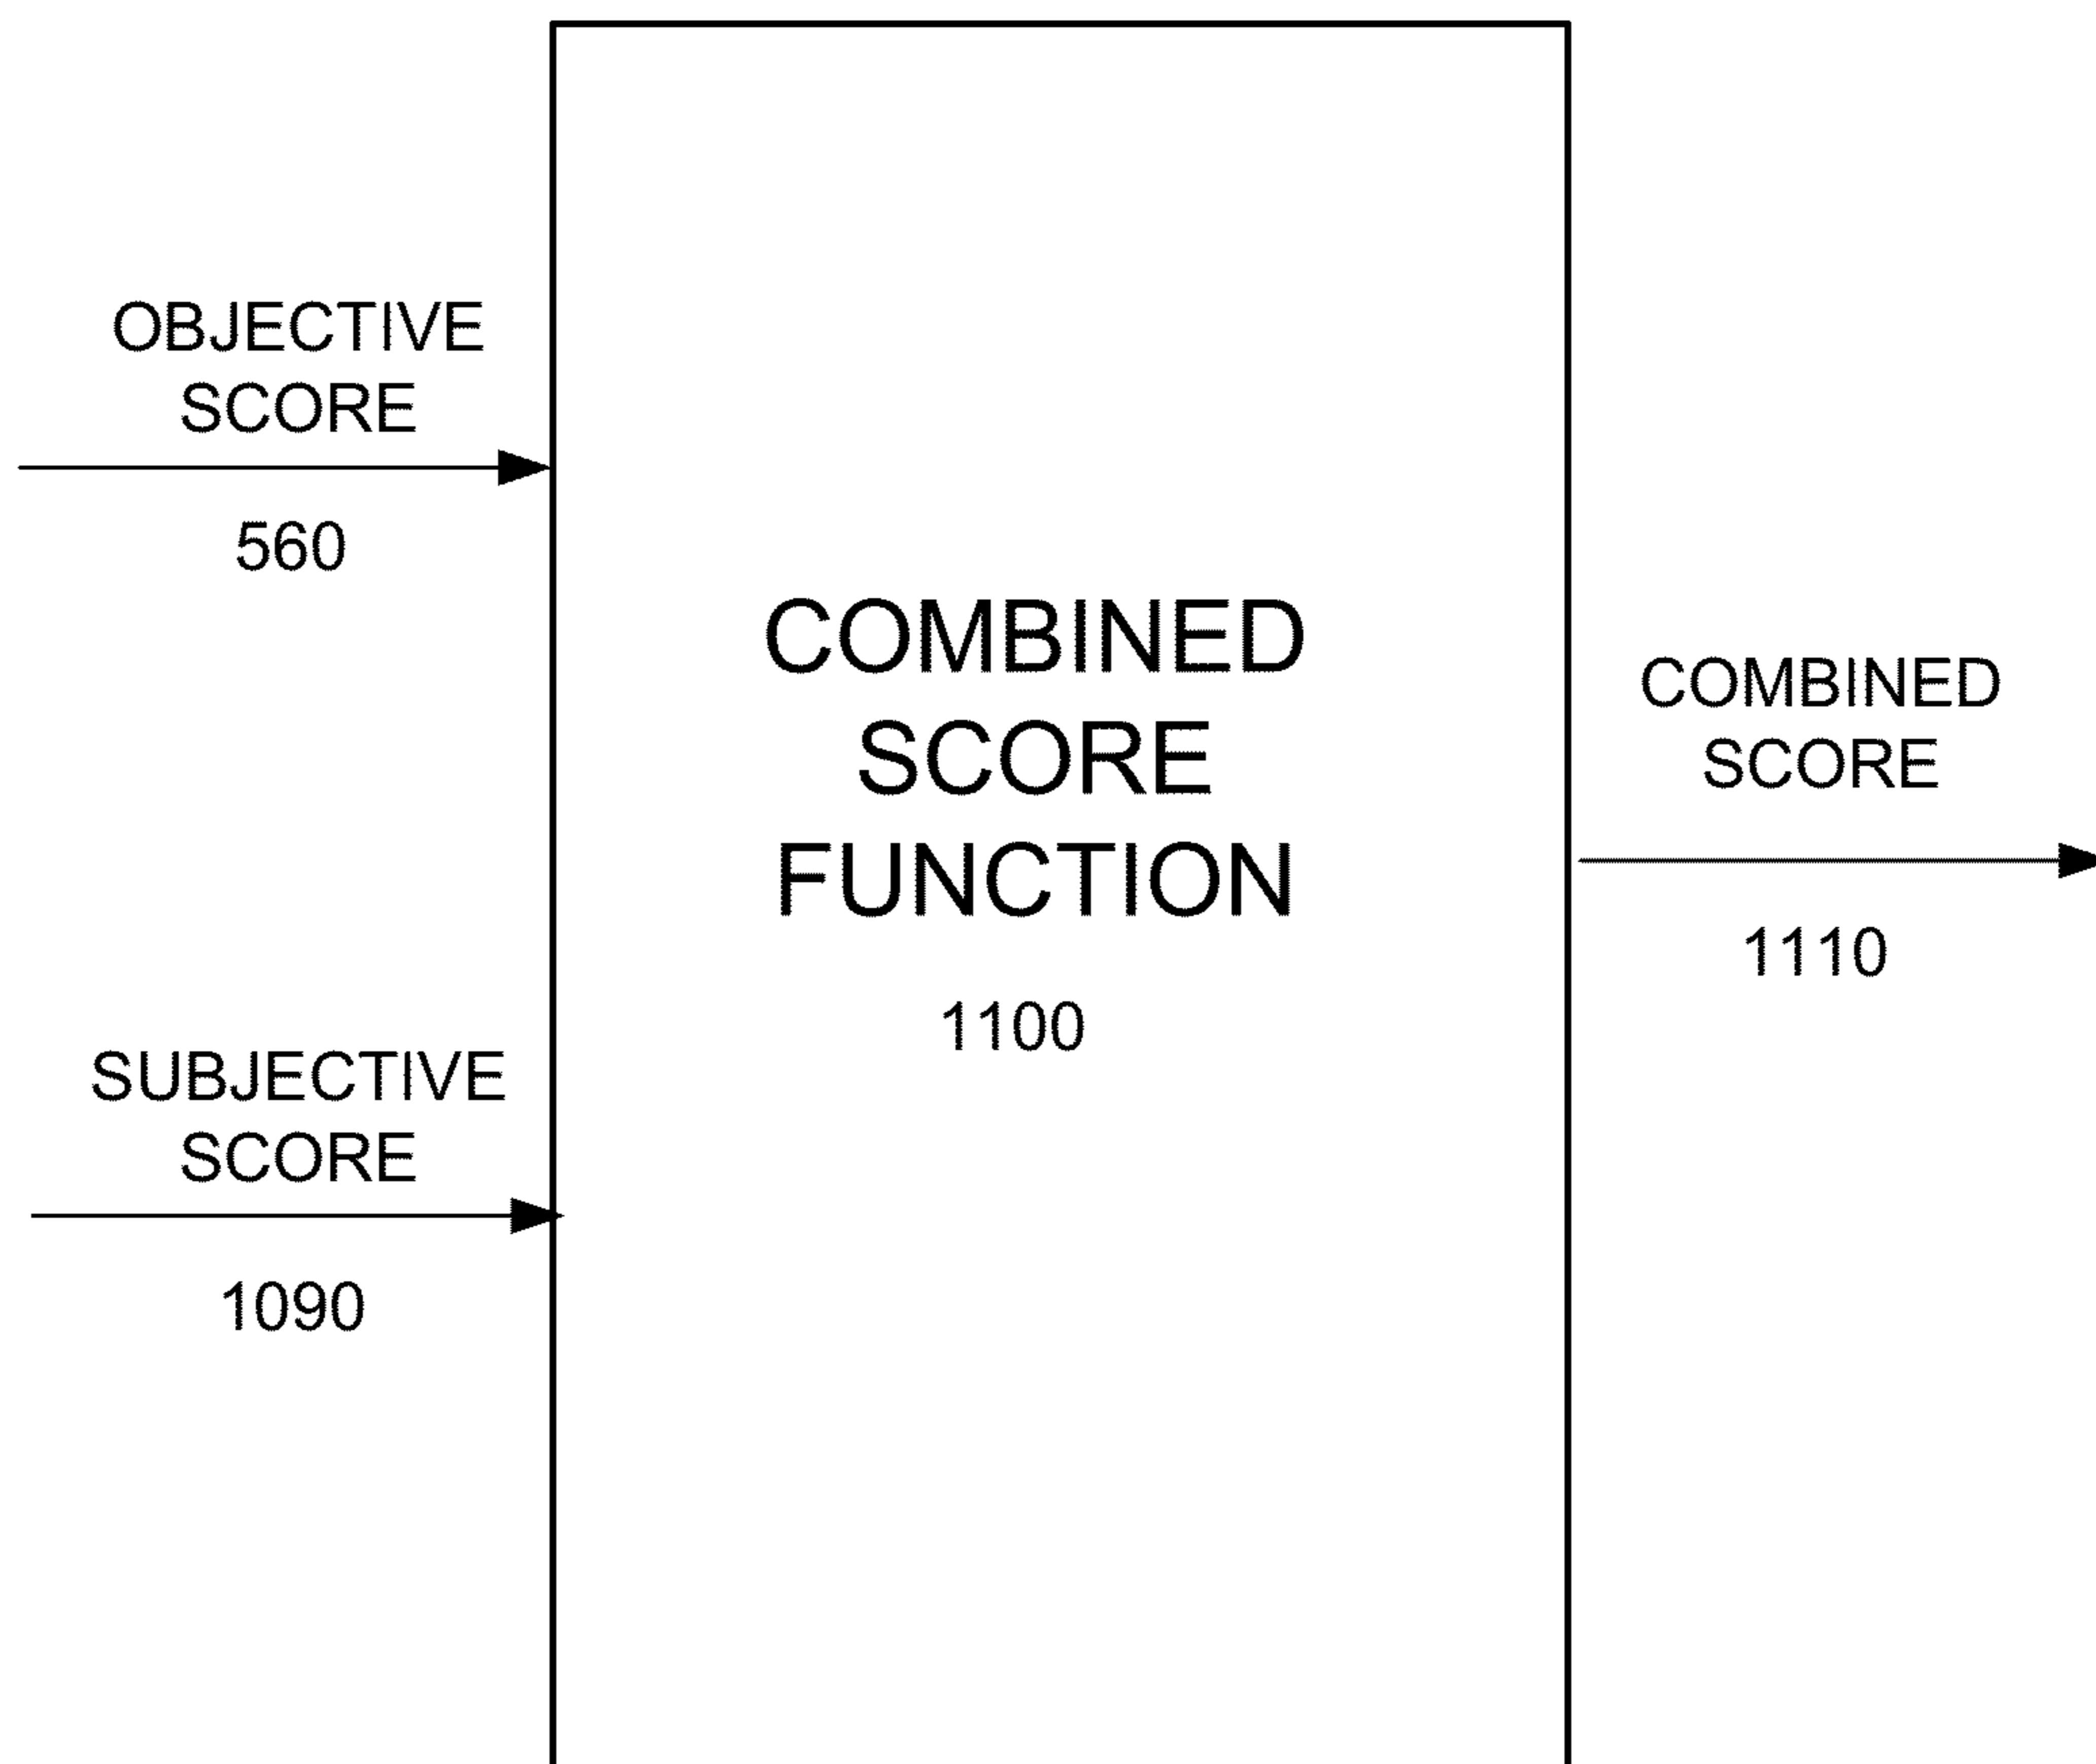 OBJECTIVE
SCORE
560
SUBJECTIVE
SCORE
1090
COMBINED
SCORE
FUNCTION
1100
COMBINED
SCORE
1110